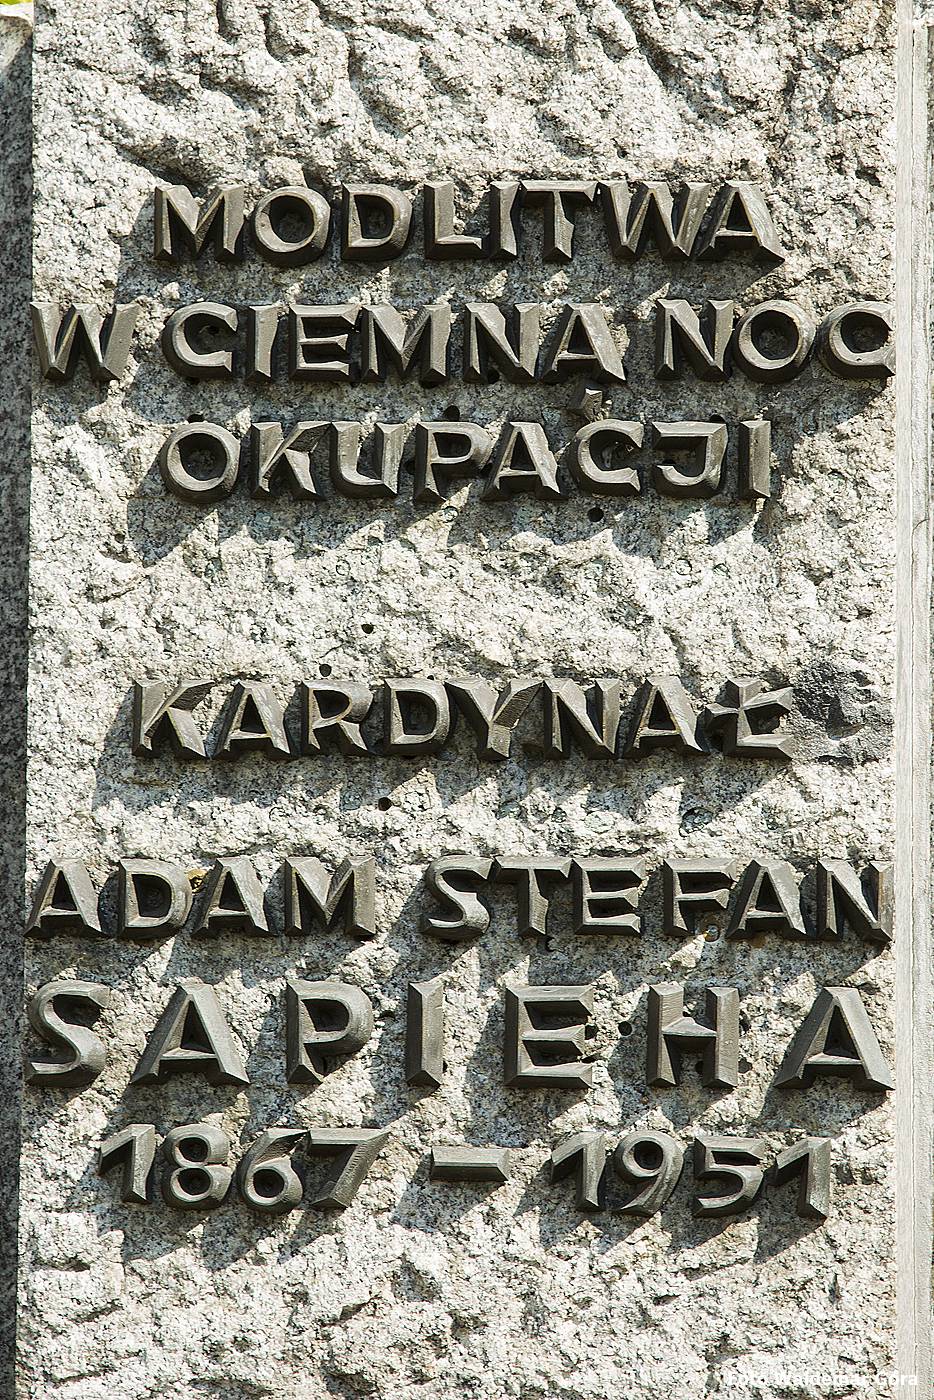 MODLITWA
W CIEMNĄ NOC
OKUPACJI
KARDYNAŁ
ADAM STEFAN
SAPIEHA
1867 - 1951
Foto Waldemar Góra